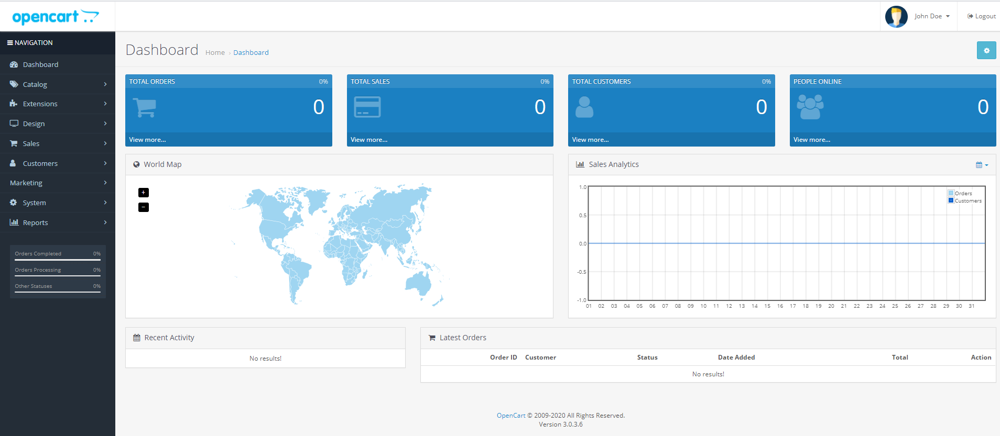 opencart
John Doe
Logout
NAVIGATION
Dashboard
Catalog
Extensions
Design
Sales
Customers
Marketing
System
Reports
Orders Completed 0%
Orders Processing 0%
Other Statuses 0%
Dashboard Home › Dashboard
TOTAL ORDERS 0%
0
View more...
TOTAL SALES 0%
0
View more...
TOTAL CUSTOMERS 0%
0
View more...
PEOPLE ONLINE
0
View more...
World Map
+
−
Sales Analytics
Orders
Customers
1.0
0.5
0.0
-0.5
-1.0
01 02 03 04 05 06 07 08 09 10 11 12 13 14 15 16 17 18 19 20 21 22 23 24 25 26 27 28 29 30 31
Recent Activity
No results!
Latest Orders
Order ID Customer Status Date Added Total Action
No results!
OpenCart © 2009-2020 All Rights Reserved.
Version 3.0.3.6